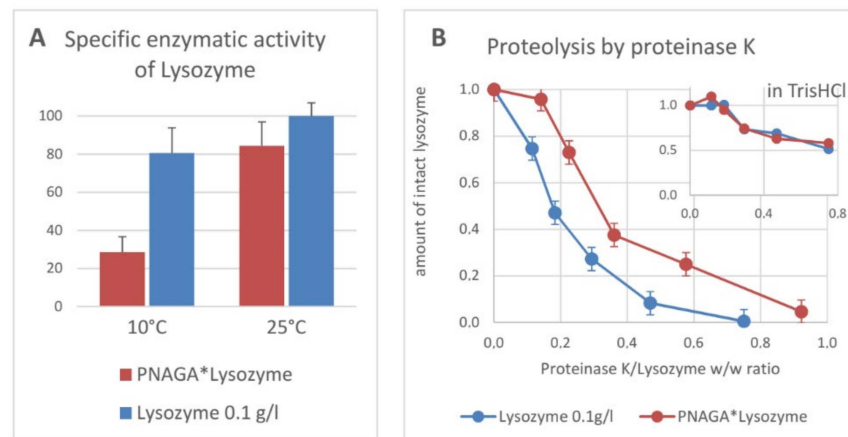 A
Specific enzymatic activity
of Lysozyme
100
80
60
40
20
0
10°C
25°C
PNAGA*Lysozyme
Lysozyme 0.1 g/l
B
Proteolysis by proteinase K
amount of intact lysozyme
1.0
0.8
0.6
0.4
0.2
0.0
0.0 0.2 0.4 0.6 0.8 1.0
Proteinase K/Lysozyme w/w ratio
in TrisHCl
1.0
0.5
0.0
0.0 0.4 0.8
Lysozyme 0.1g/l
PNAGA*Lysozyme